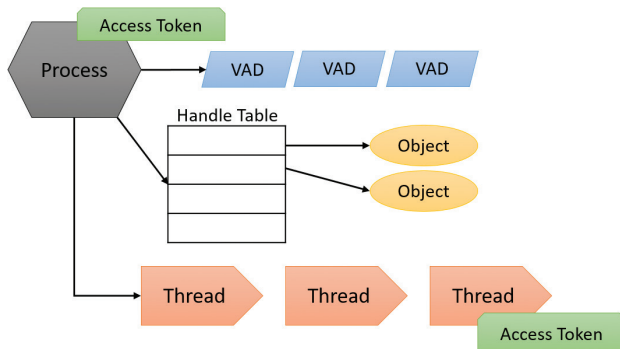 Access Token
Process
VAD
VAD
VAD
Handle Table
Object
Object
Thread
Thread
Thread
Access Token